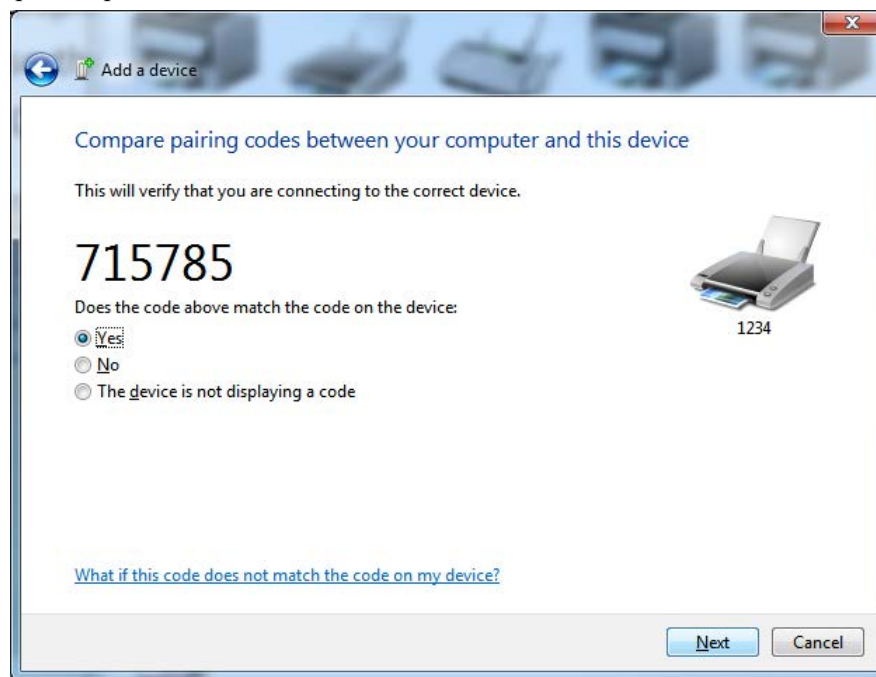 Add a device
Compare pairing codes between your computer and this device
This will verify that you are connecting to the correct device.
715785
Does the code above match the code on the device:
Yes
1234
No
The device is not displaying a code
What if this code does not match the code on my device?
Next Cancel